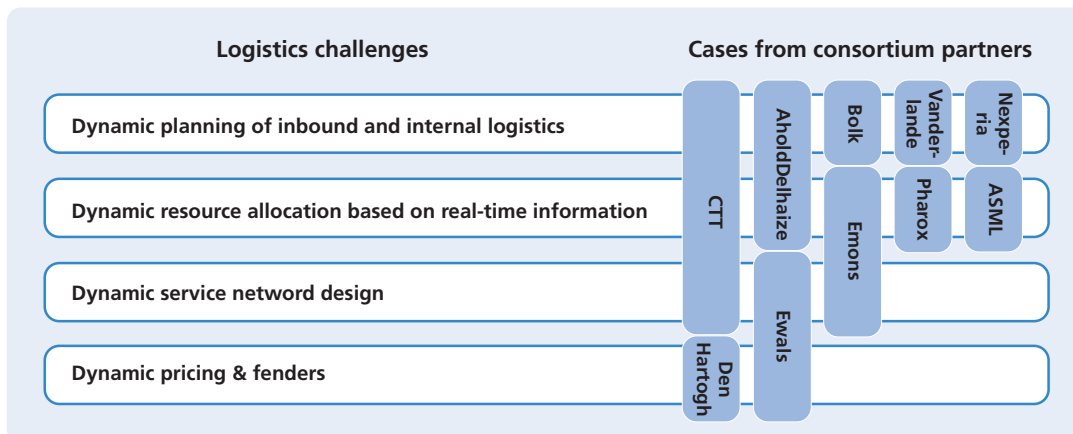 Logistics challenges
Cases from consortium partners
Dynamic planning of inbound and internal logistics
Dynamic resource allocation based on real-time information
Dynamic service netword design
Dynamic pricing & fenders
CTT
Den
Hartogh
AholdDelhaize
Ewals
Bolk
Emons
Vander-
lande
Pharox
Nexpe-
ria
ASML